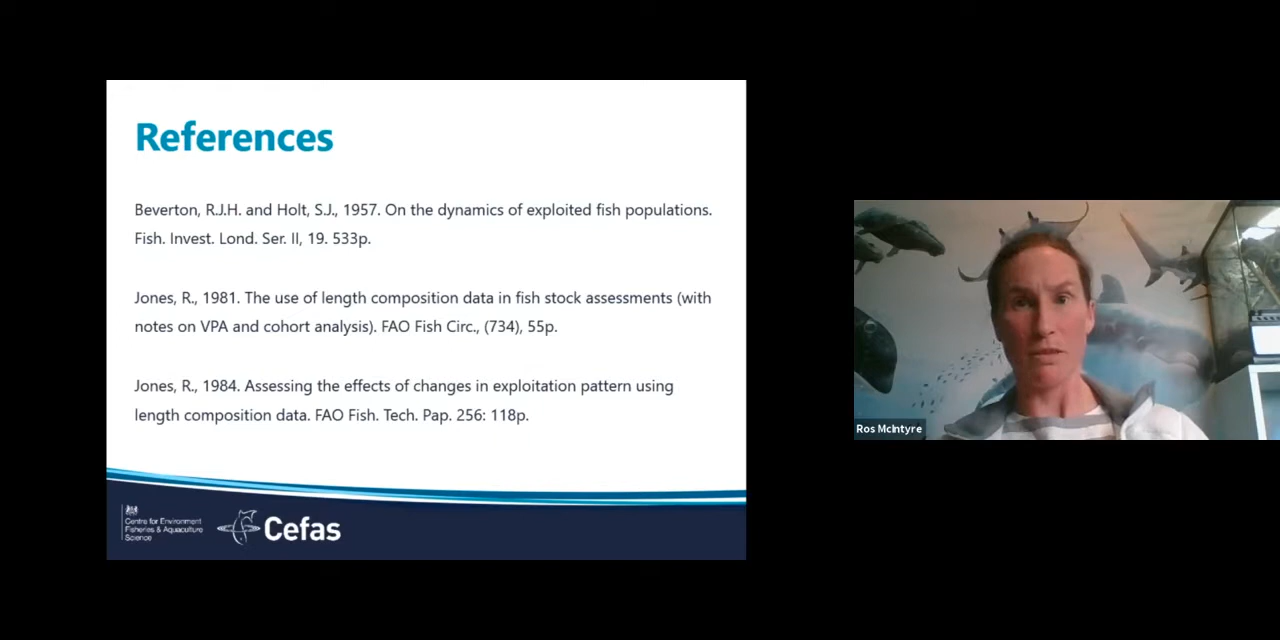 References
Beverton, R.J.H. and Holt, S.J., 1957. On the dynamics of exploited fish populations.
Fish. Invest. Lond. Ser. II, 19. 533p.
Jones, R., 1981. The use of length composition data in fish stock assessments (with
notes on VPA and cohort analysis). FAO Fish Circ., (734), 55p.
Jones, R., 1984. Assessing the effects of changes in exploitation pattern using
length composition data. FAO Fish. Tech. Pap. 256: 118p.
Centre for Environment
Fisheries & Aquaculture
Science
Cefas
Ros McIntyre